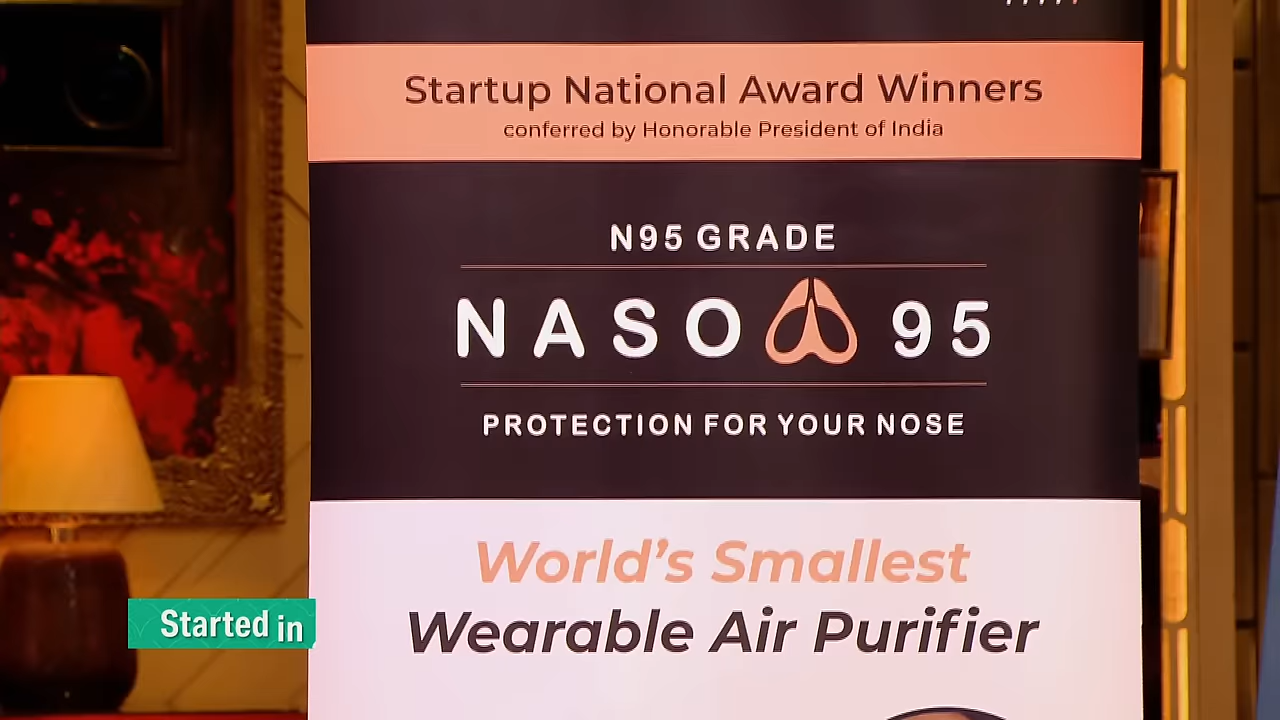 Startup National Award Winners
conferred by Honorable President of India
N95 GRADE
NASO 95
PROTECTION FOR YOUR NOSE
World's Smallest
Wearable Air Purifier
Started in